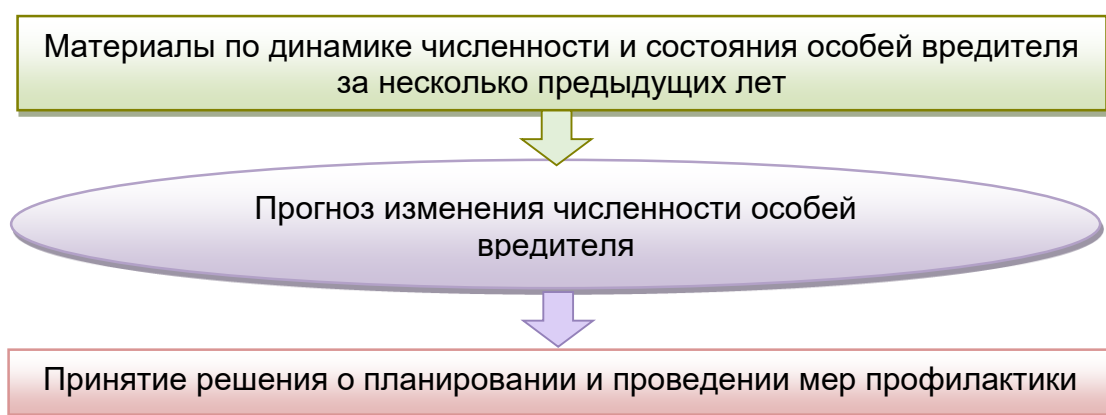 Материалы по динамике численности и состояния особей вредителя
за несколько предыдущих лет
Прогноз изменения численности особей
вредителя
Принятие решения о планировании и проведении мер профилактики